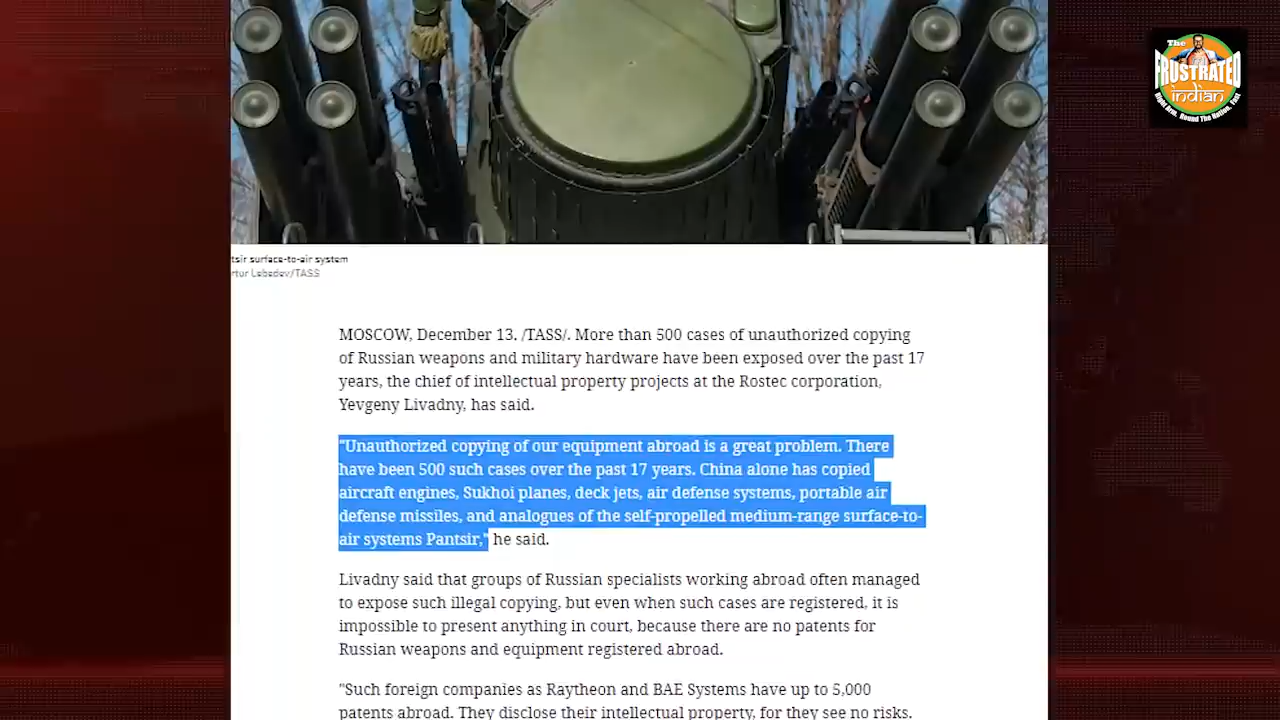 The
FRUSTRATED
indian
Right Arm. Round The Nation. Fast
tsir surface-to-air system
rtur Lebedev/TASS
MOSCOW, December 13. /TASS/. More than 500 cases of unauthorized copying
of Russian weapons and military hardware have been exposed over the past 17
years, the chief of intellectual property projects at the Rostec corporation,
Yevgeny Livadny, has said.
"Unauthorized copying of our equipment abroad is a great problem. There
have been 500 such cases over the past 17 years. China alone has copied
aircraft engines, Sukhoi planes, deck jets, air defense systems, portable air
defense missiles, and analogues of the self-propelled medium-range surface-to-
air systems Pantsir," he said.
Livadny said that groups of Russian specialists working abroad often managed
to expose such illegal copying, but even when such cases are registered, it is
impossible to present anything in court, because there are no patents for
Russian weapons and equipment registered abroad.
"Such foreign companies as Raytheon and BAE Systems have up to 5,000
patents abroad. They disclose their intellectual property, for they see no risks.